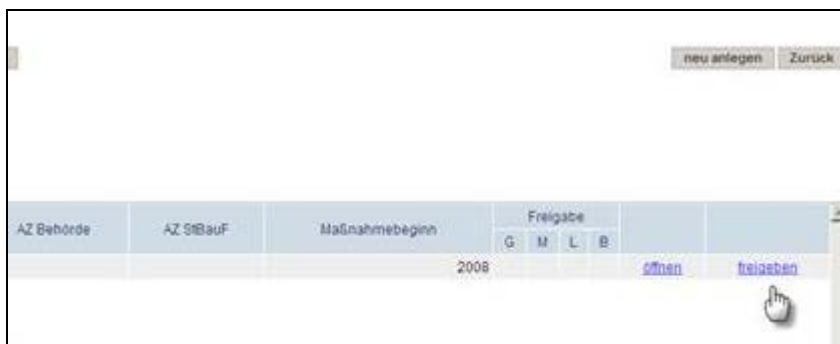 neu anlegen Zurück
AZ Behörde AZ StBauF Maßnahmebeginn Freigabe
G M L B
2008 öffnen freigeben